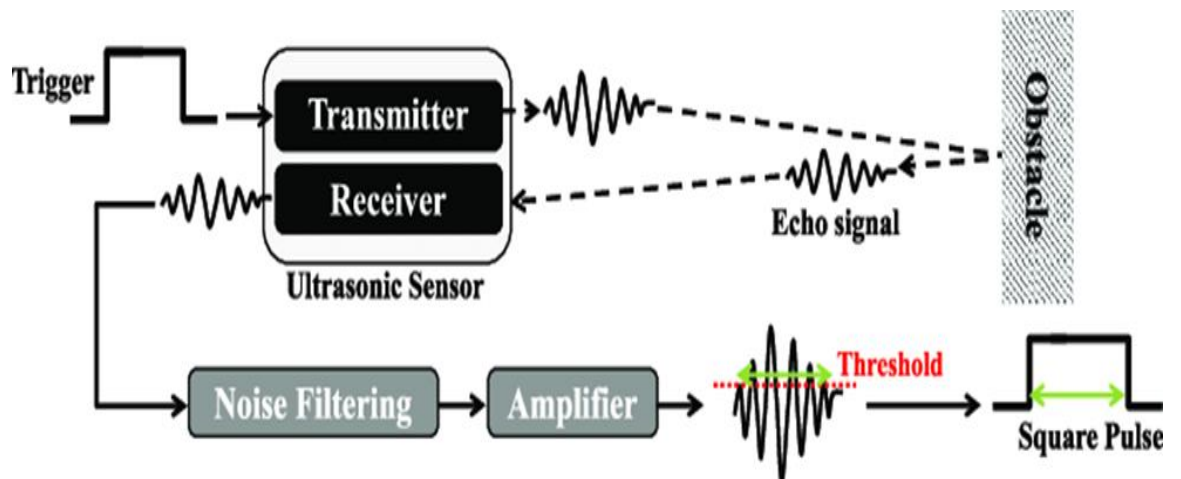 Trigger
Transmitter
Receiver
Ultrasonic Sensor
Echo signal
Obstacle
Noise Filtering
Amplifier
Threshold
Square Pulse